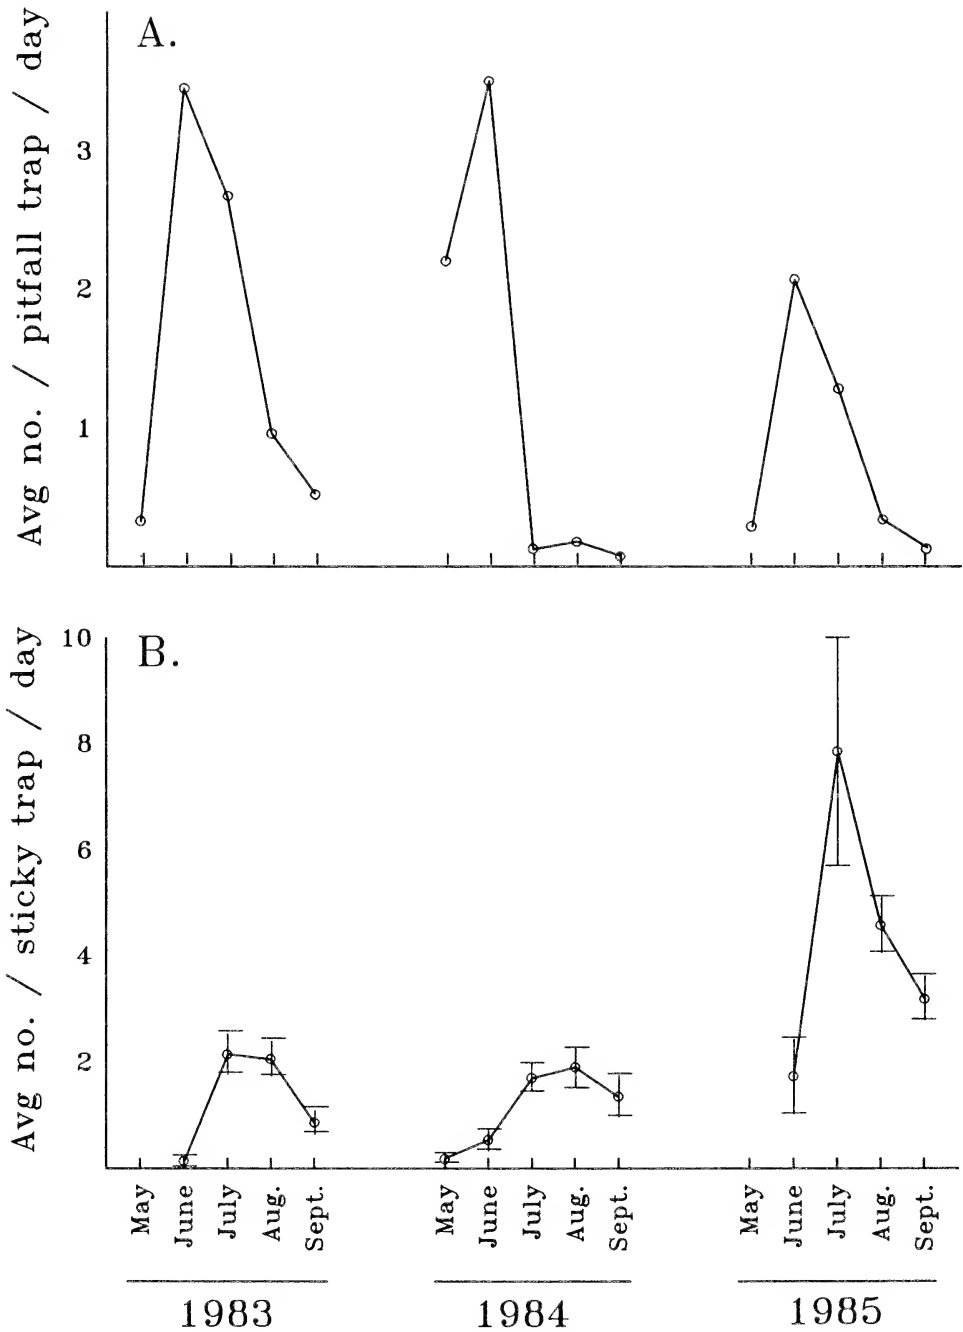 A.
Avg no. / pitfall trap / day
3
2
1
B.
Avg no. / sticky trap / day
10
8
6
4
2
May June July Aug. Sept. May June July Aug. Sept. May June July Aug. Sept.
1983 1984 1985